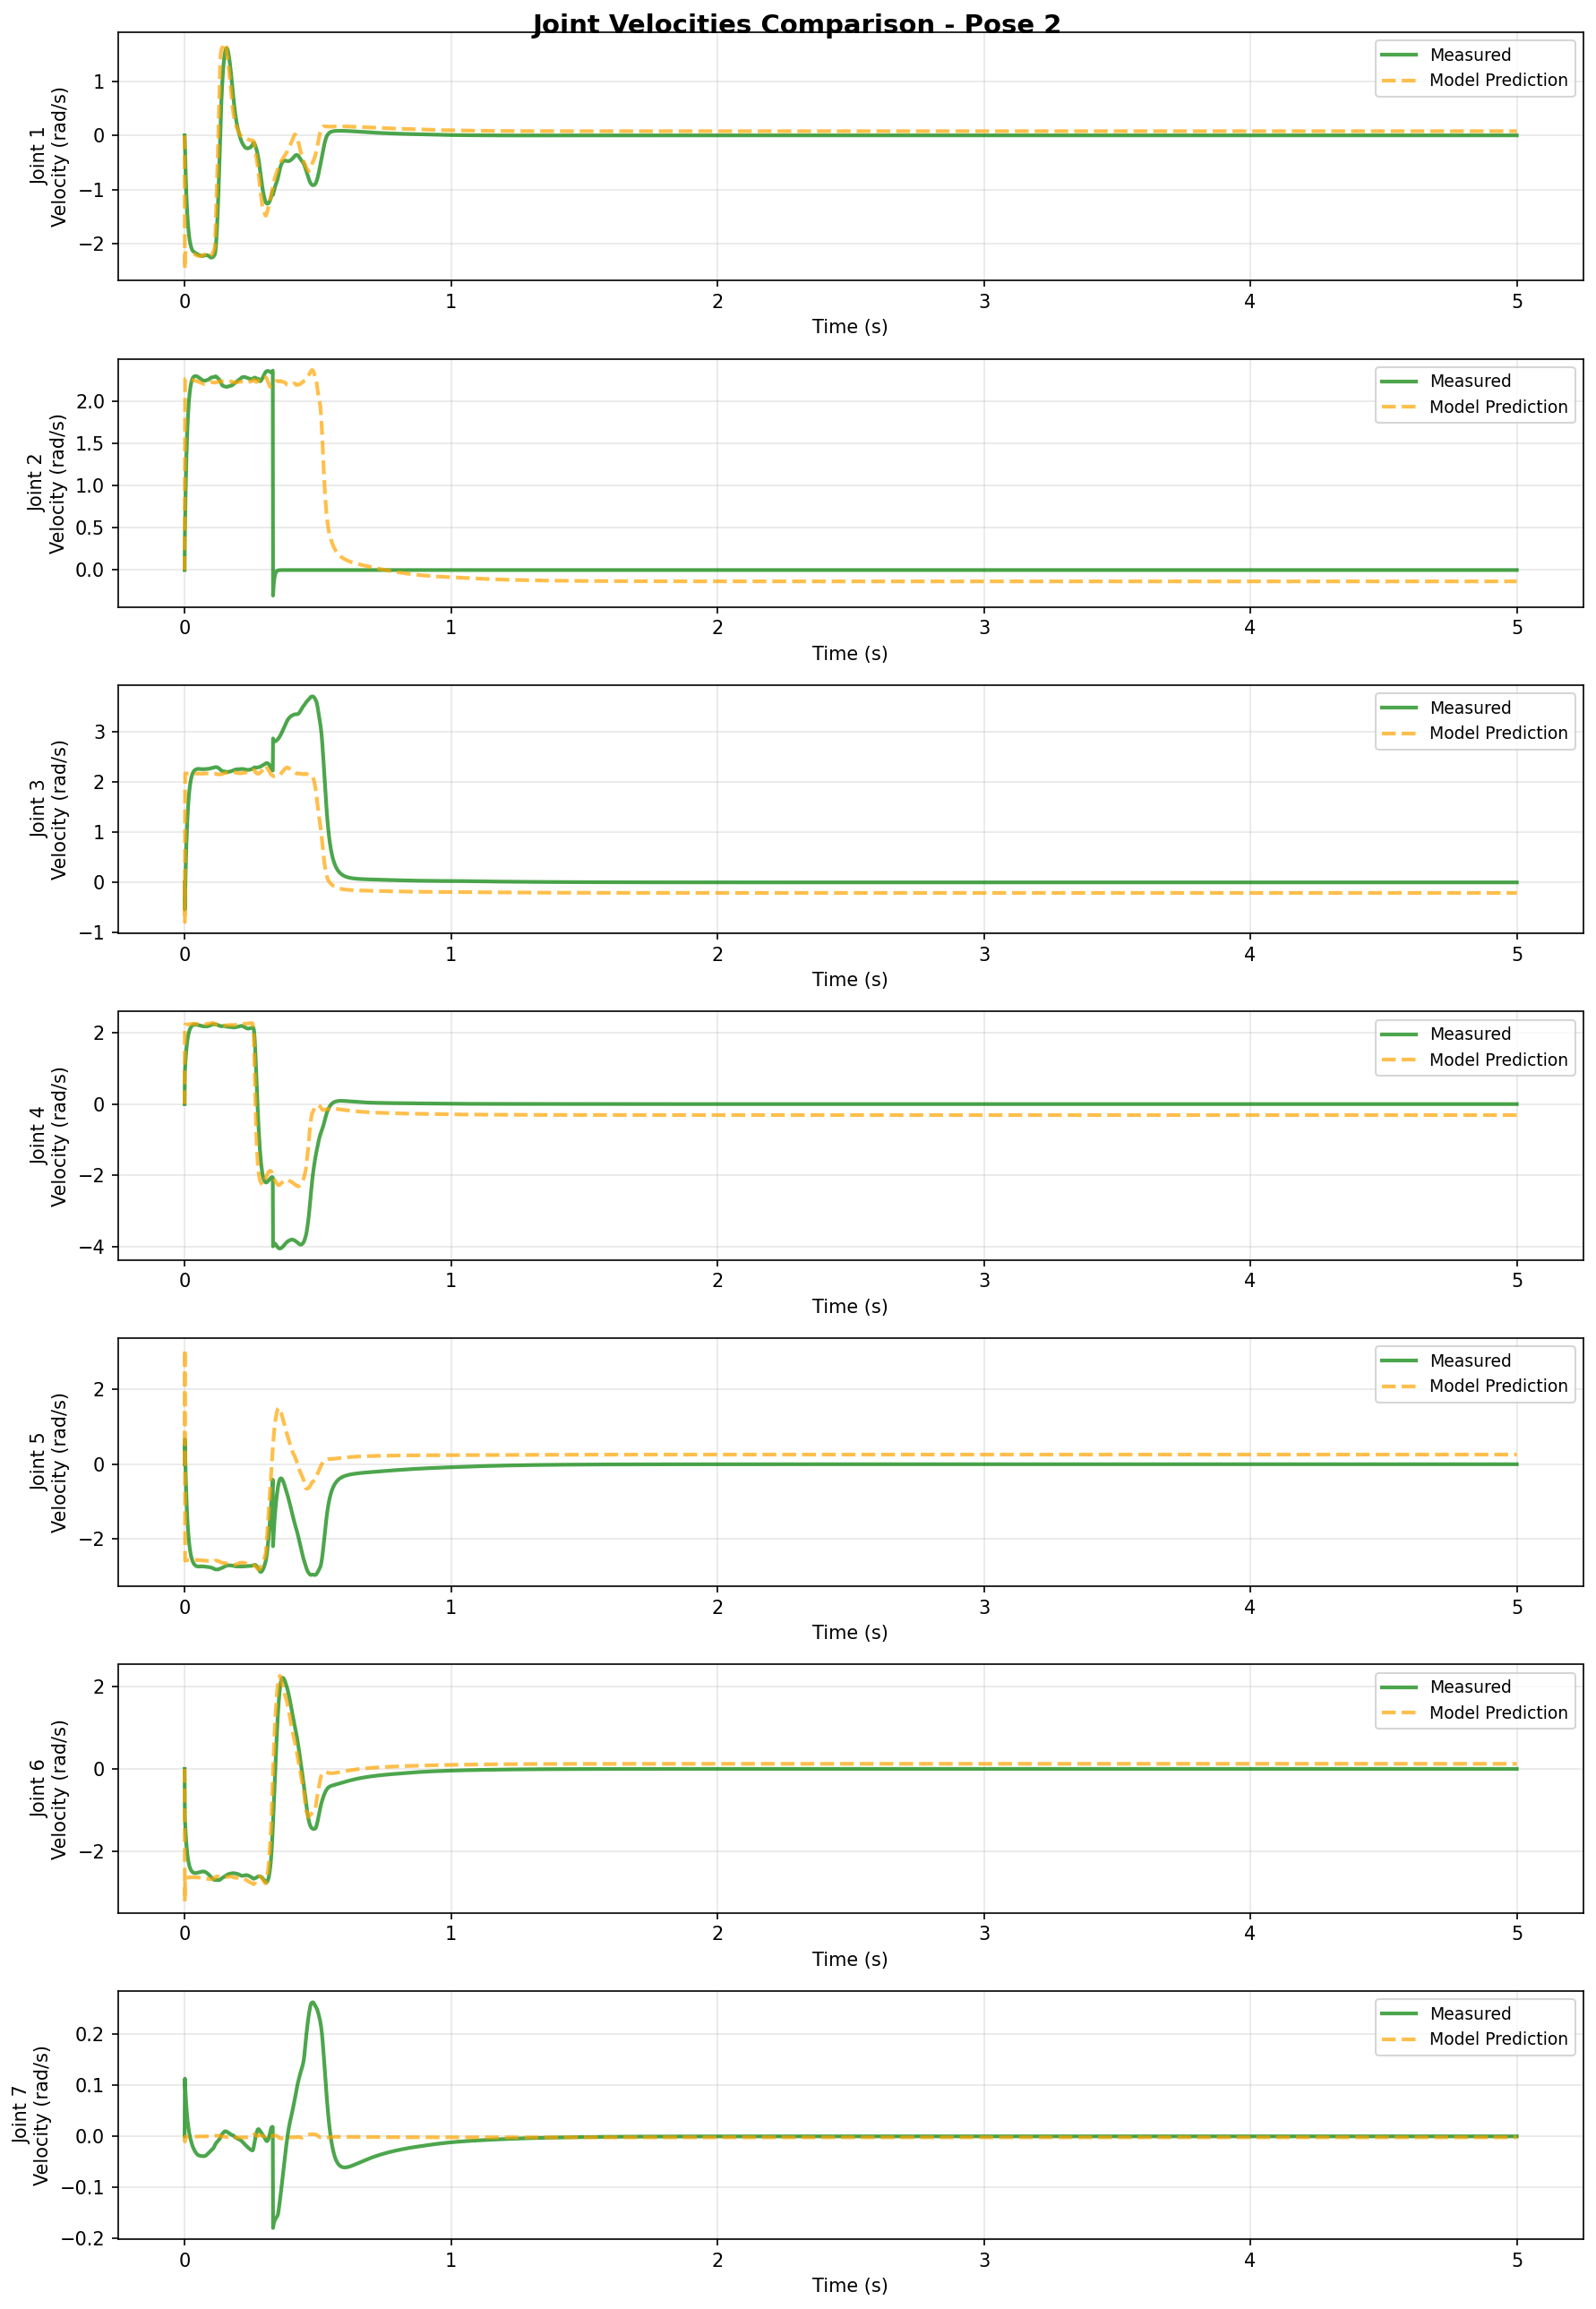 Joint Velocities Comparison - Pose 2
Measured
Model Prediction
Joint 1
Velocity (rad/s)
1
0
−1
−2
0 1 2 3 4 5
Time (s)
Measured
Model Prediction
Joint 2
Velocity (rad/s)
2.0
1.5
1.0
0.5
0.0
0 1 2 3 4 5
Time (s)
Measured
Model Prediction
Joint 3
Velocity (rad/s)
3
2
1
0
−1
0 1 2 3 4 5
Time (s)
Measured
Model Prediction
Joint 4
Velocity (rad/s)
2
0
−2
−4
0 1 2 3 4 5
Time (s)
Measured
Model Prediction
Joint 5
Velocity (rad/s)
2
0
−2
0 1 2 3 4 5
Time (s)
Measured
Model Prediction
Joint 6
Velocity (rad/s)
2
0
−2
0 1 2 3 4 5
Time (s)
Measured
Model Prediction
Joint 7
Velocity (rad/s)
0.2
0.1
0.0
−0.1
−0.2
0 1 2 3 4 5
Time (s)